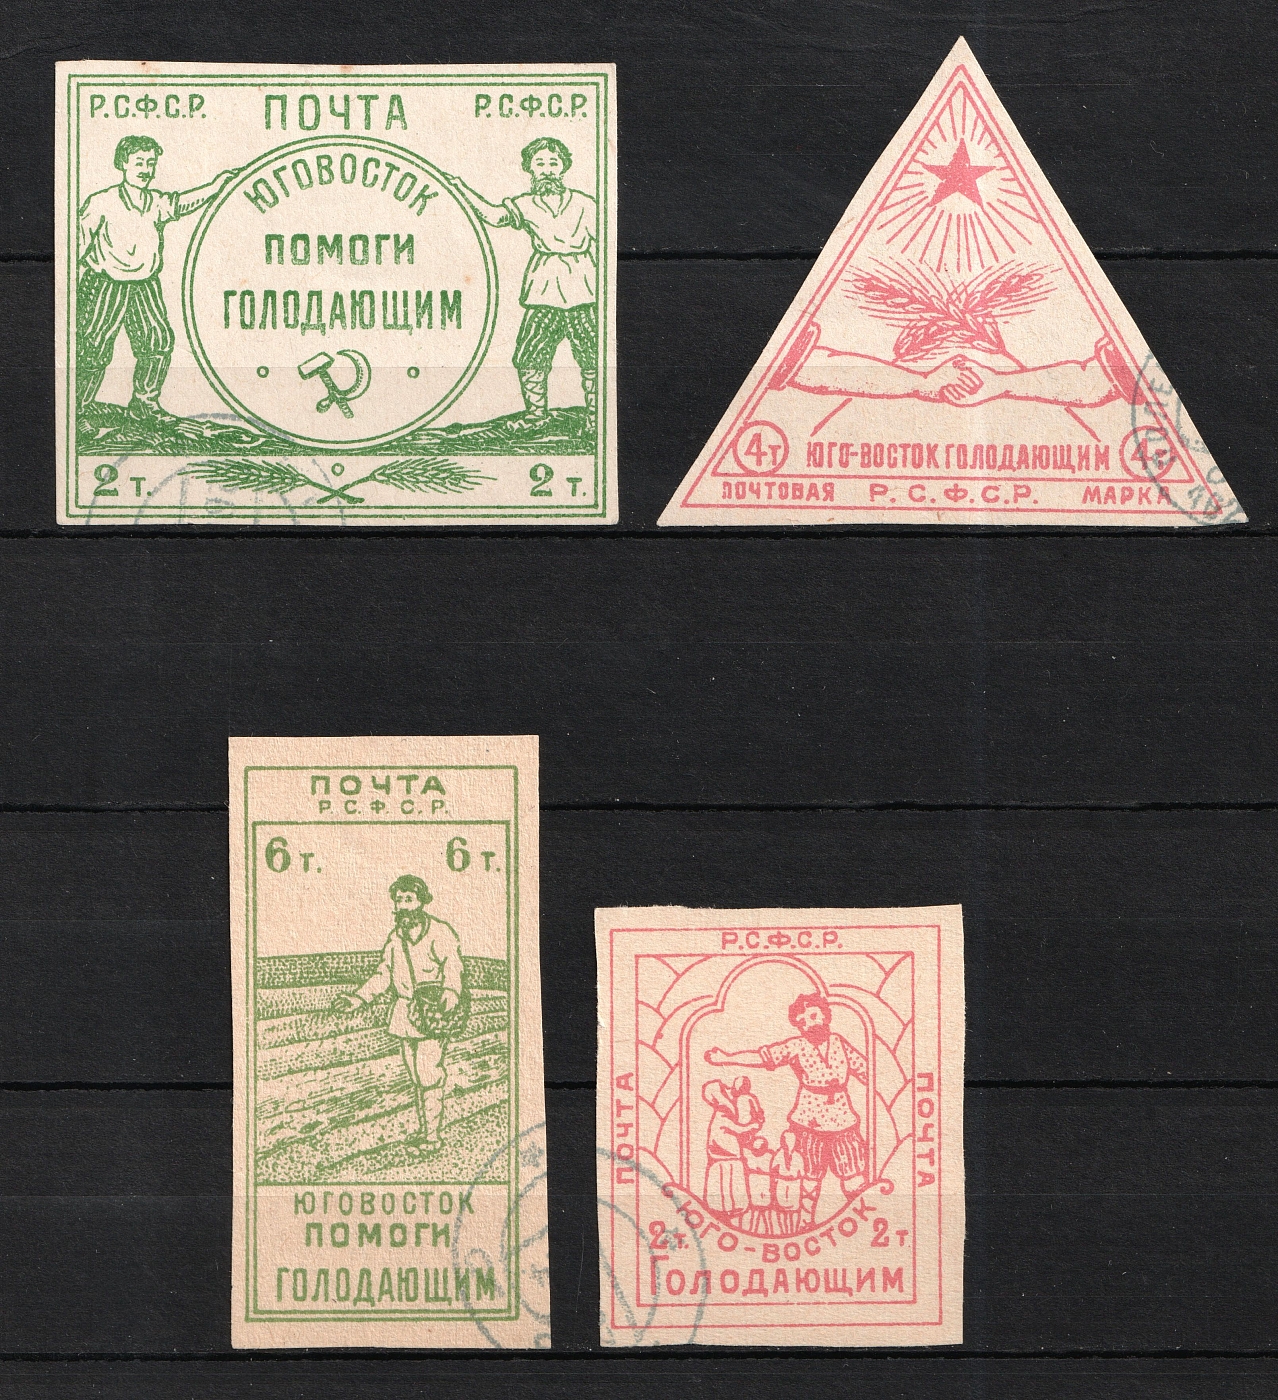 Р.С.Ф.С.Р. ПОЧТА Р.С.Ф.С.Р.
ЮГОВОСТОК
ПОМОГИ
ГОЛОДАЮЩИМ
2 т. 2 т.
4т ЮГО-ВОСТОК ГОЛОДАЮЩИМ 4
ПОЧТОВАЯ Р.С.Ф.С.Р. МАРКА
ПОЧТА
Р.С.Ф.С.Р.
6 т. 6 т.
ЮГОВОСТОК
ПОМОГИ
ГОЛОДАЮЩИМ
Р.С.Ф.С.Р.
ПОЧТА
ПОЧТА
ЮГО-ВОСТОК
2т. 2т
ГОЛОДАЮЩИМ